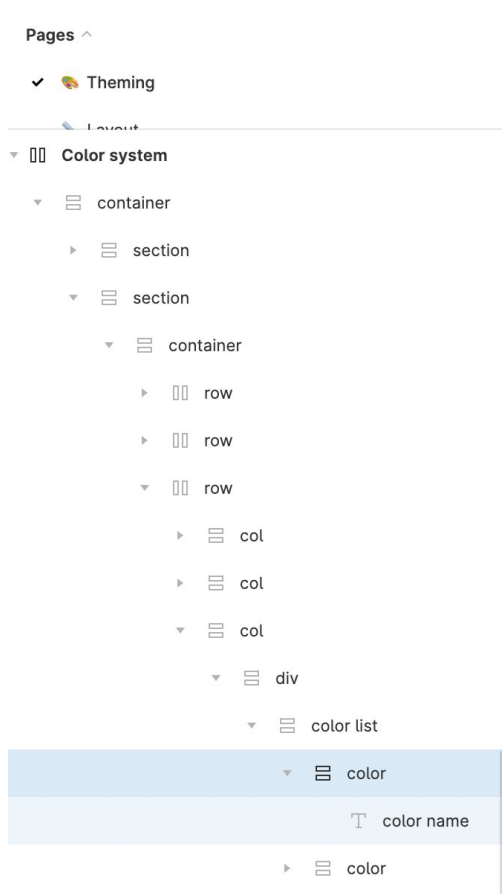 Pages
Theming
Layout
Color system
container
section
section
container
row
row
row
col
col
col
div
color list
color
color name
color